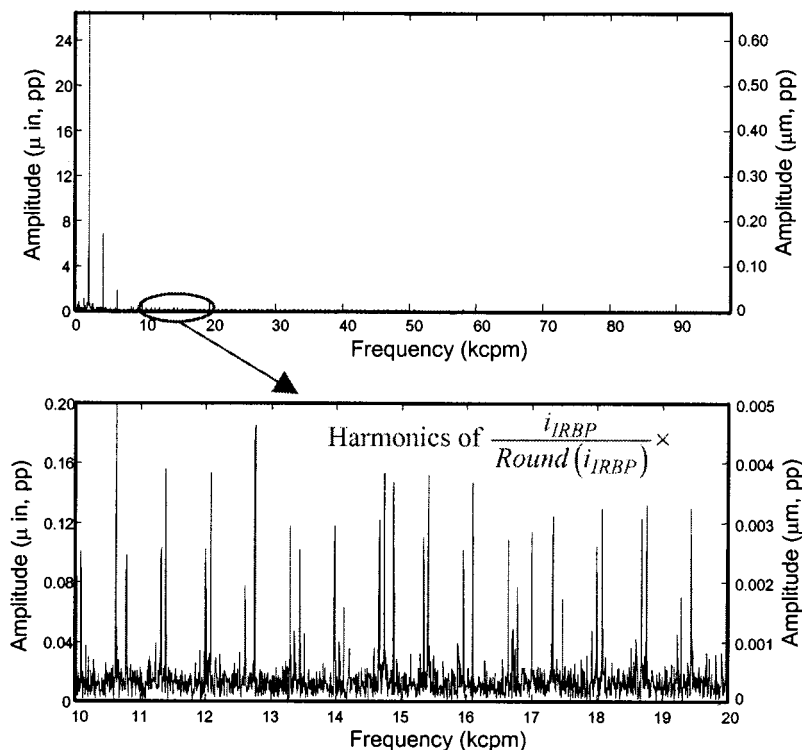 24
20
16
12
8
4
0
Amplitude (μ in, pp)
0.60
0.50
0.40
0.30
0.20
0.10
0
Amplitude (μm, pp)
0 10 20 30 40 50 60 70 80 90
Frequency (kcpm)
Harmonics of i_IRBP / Round (i_IRBP) ×
0.20
0.16
0.12
0.08
0.04
0
Amplitude (μ in, pp)
0.005
0.004
0.003
0.002
0.001
0
Amplitude (μm, pp)
10 11 12 13 14 15 16 17 18 19 20
Frequency (kcpm)